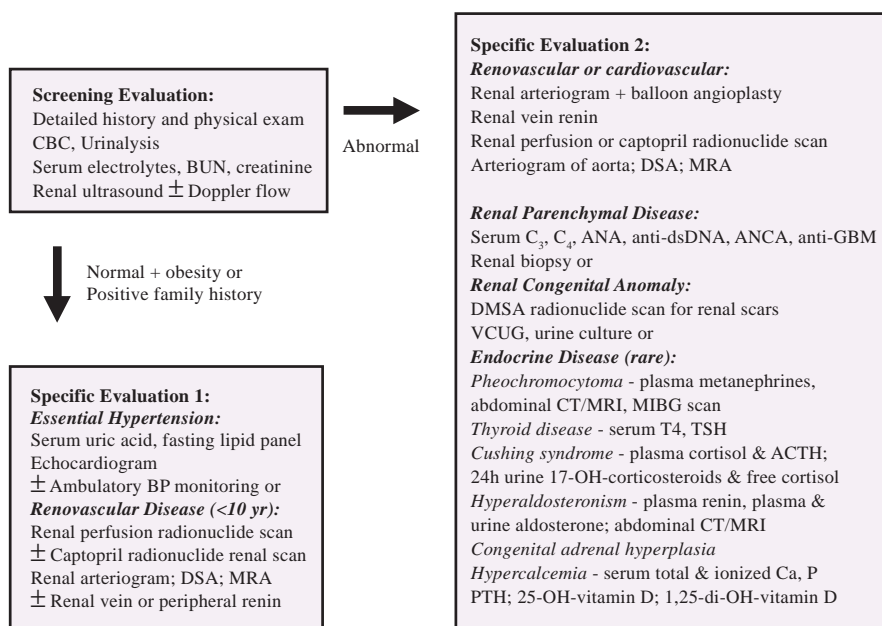 Screening Evaluation:
Detailed history and physical exam
CBC, Urinalysis
Serum electrolytes, BUN, creatinine
Renal ultrasound ± Doppler flow
Abnormal
Normal + obesity or
Positive family history
Specific Evaluation 1:
Essential Hypertension:
Serum uric acid, fasting lipid panel
Echocardiogram
± Ambulatory BP monitoring or
Renovascular Disease (<10 yr):
Renal perfusion radionuclide scan
± Captopril radionuclide renal scan
Renal arteriogram; DSA; MRA
± Renal vein or peripheral renin
Specific Evaluation 2:
Renovascular or cardiovascular:
Renal arteriogram + balloon angioplasty
Renal vein renin
Renal perfusion or captopril radionuclide scan
Arteriogram of aorta; DSA; MRA
Renal Parenchymal Disease:
Serum C3, C4, ANA, anti-dsDNA, ANCA, anti-GBM
Renal biopsy or
Renal Congenital Anomaly:
DMSA radionuclide scan for renal scars
VCUG, urine culture or
Endocrine Disease (rare):
Pheochromocytoma - plasma metanephrines,
abdominal CT/MRI, MIBG scan
Thyroid disease - serum T4, TSH
Cushing syndrome - plasma cortisol & ACTH;
24h urine 17-OH-corticosteroids & free cortisol
Hyperaldosteronism - plasma renin, plasma &
urine aldosterone; abdominal CT/MRI
Congenital adrenal hyperplasia
Hypercalcemia - serum total & ionized Ca, P
PTH; 25-OH-vitamin D; 1,25-di-OH-vitamin D